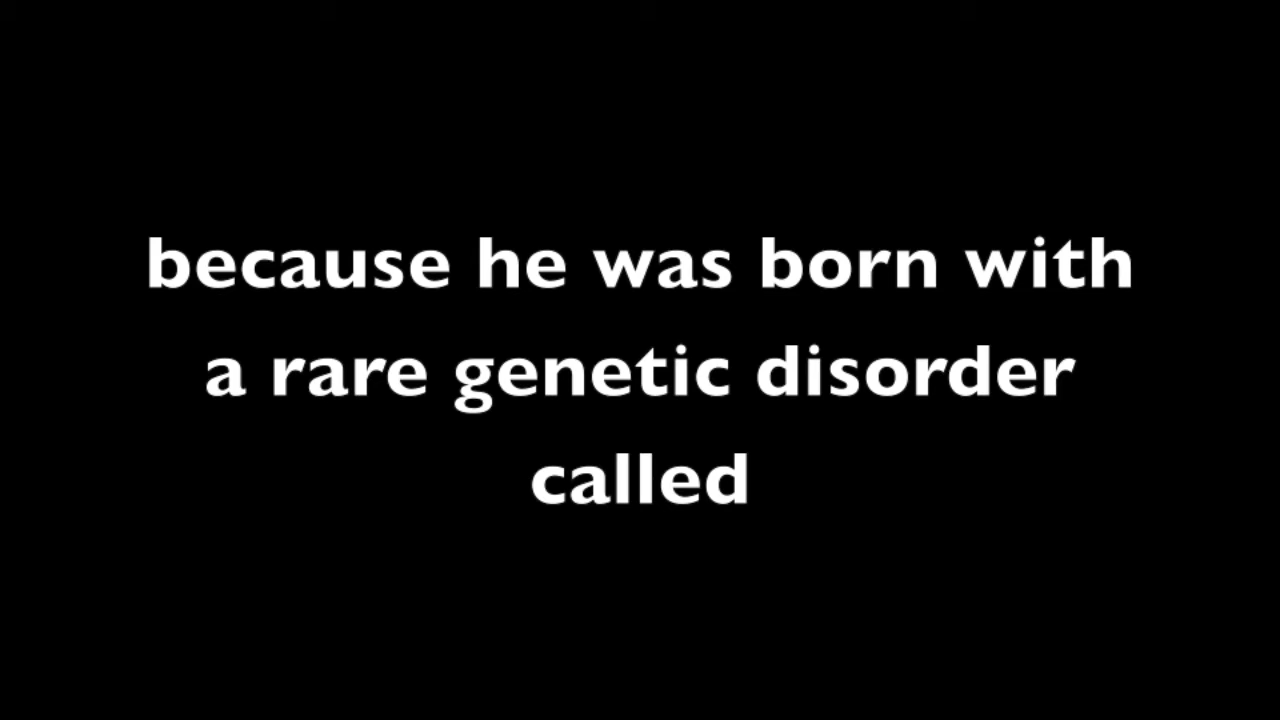 because he was born with
a rare genetic disorder
called